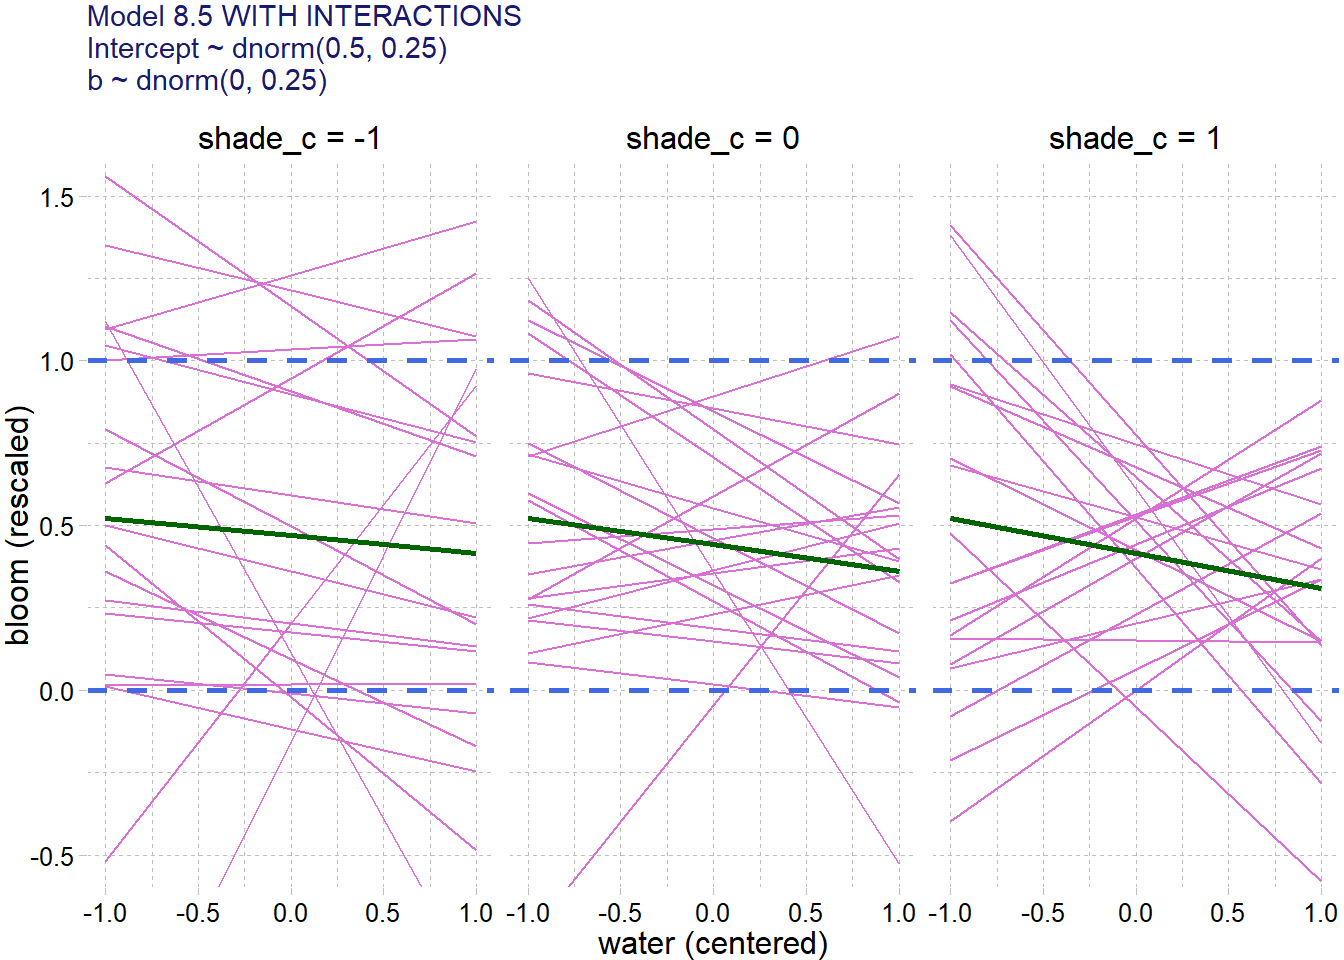 Model 8.5 WITH INTERACTIONS
Intercept ~ dnorm(0.5, 0.25)
b ~ dnorm(0, 0.25)
shade_c = -1 shade_c = 0 shade_c = 1
1.5
1.0
0.5
0.0
-0.5
bloom (rescaled)
-1.0 -0.5 0.0 0.5 1.0 -1.0 -0.5 0.0 0.5 1.0 -1.0 -0.5 0.0 0.5 1.0
water (centered)